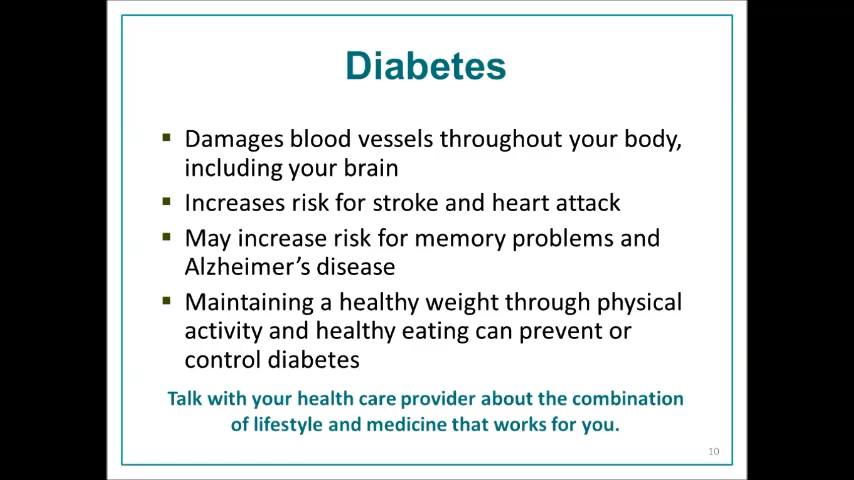 Diabetes
▪ Damages blood vessels throughout your body,
including your brain
▪ Increases risk for stroke and heart attack
▪ May increase risk for memory problems and
Alzheimer’s disease
▪ Maintaining a healthy weight through physical
activity and healthy eating can prevent or
control diabetes
Talk with your health care provider about the combination
of lifestyle and medicine that works for you.
10